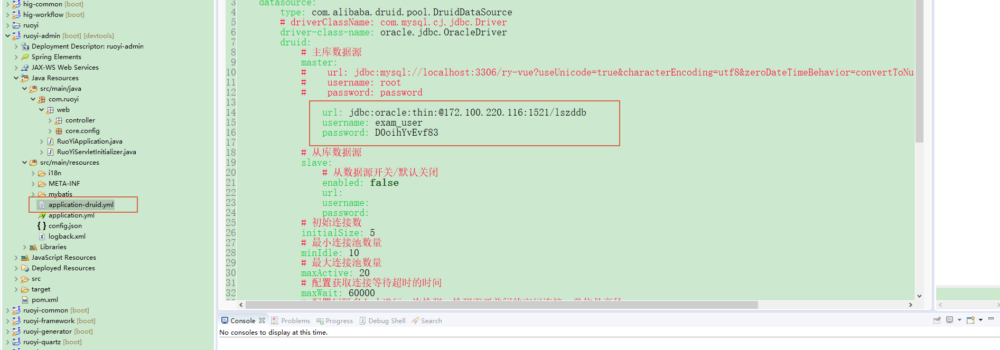 hig-common [boot]
hig-workflow [boot]
ruoyi
ruoyi-admin [boot] [devtools]
Deployment Descriptor: ruoyi-admin
Spring Elements
JAX-WS Web Services
Java Resources
src/main/java
com.ruoyi
web
controller
core.config
RuoYiApplication.java
RuoYiServletInitializer.java
src/main/resources
i18n
META-INF
mybatis
application-druid.yml
application.yml
config.json
logback.xml
Libraries
JavaScript Resources
Deployed Resources
src
target
pom.xml
ruoyi-common [boot]
ruoyi-framework [boot]
ruoyi-generator [boot]
ruoyi-quartz [boot]
3 datasource:
4 type: com.alibaba.druid.pool.DruidDataSource
5 # driverClassName: com.mysql.cj.jdbc.Driver
6 driver-class-name: oracle.jdbc.OracleDriver
7 druid:
8 # 主库数据源
9 master:
10 # url: jdbc:mysql://localhost:3306/ry-vue?useUnicode=true&characterEncoding=utf8&zeroDateTimeBehavior=convertToNu
11 # username: root
12 # password: password
13
14 url: jdbc:oracle:thin:@172.100.220.116:1521/lszddb
15 username: exam_user
16 password: D0oihYvEvf83
17
18 # 从库数据源
19 slave:
20 # 从数据源开关/默认关闭
21 enabled: false
22 url:
23 username:
24 password:
25 # 初始连接数
26 initialSize: 5
27 # 最小连接池数量
28 minIdle: 10
29 # 最大连接池数量
30 maxActive: 20
31 # 配置获取连接等待超时的时间
32 maxWait: 60000
Console Problems Progress Debug Shell Search
No consoles to display at this time.